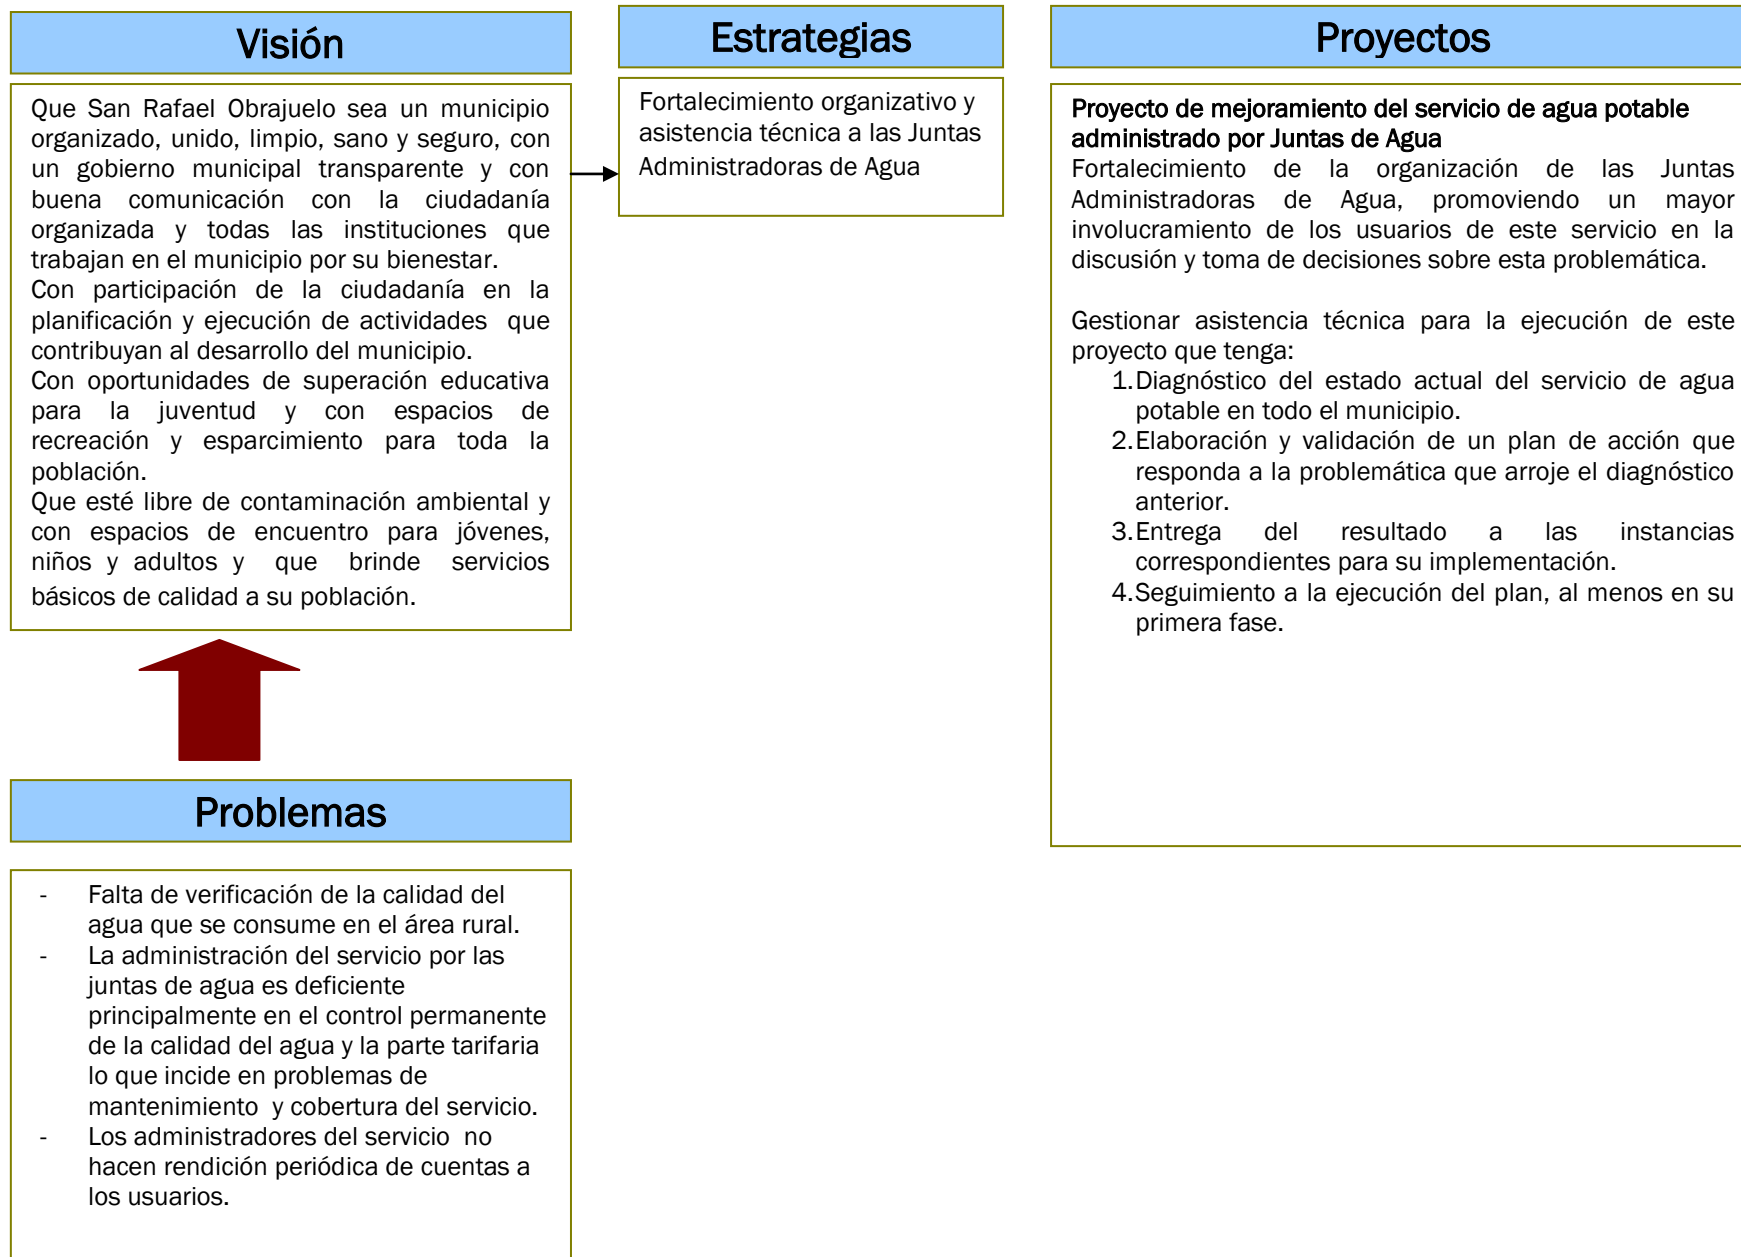 Visión
Que San Rafael Obrajuelo sea un municipio
organizado, unido, limpio, sano y seguro, con
un gobierno municipal transparente y con
buena comunicación con la ciudadanía
organizada y todas las instituciones que
trabajan en el municipio por su bienestar.
Con participación de la ciudadanía en la
planificación y ejecución de actividades que
contribuyan al desarrollo del municipio.
Con oportunidades de superación educativa
para la juventud y con espacios de
recreación y esparcimiento para toda la
población.
Que esté libre de contaminación ambiental y
con espacios de encuentro para jóvenes,
niños y adultos y que brinde servicios
básicos de calidad a su población.
Problemas
- Falta de verificación de la calidad del
agua que se consume en el área rural.
- La administración del servicio por las
juntas de agua es deficiente
principalmente en el control permanente
de la calidad del agua y la parte tarifaria
lo que incide en problemas de
mantenimiento y cobertura del servicio.
- Los administradores del servicio no
hacen rendición periódica de cuentas a
los usuarios.
Estrategias
Fortalecimiento organizativo y
asistencia técnica a las Juntas
Administradoras de Agua
Proyectos
Proyecto de mejoramiento del servicio de agua potable
administrado por Juntas de Agua
Fortalecimiento de la organización de las Juntas
Administradoras de Agua, promoviendo un mayor
involucramiento de los usuarios de este servicio en la
discusión y toma de decisiones sobre esta problemática.
Gestionar asistencia técnica para la ejecución de este
proyecto que tenga:
1.Diagnóstico del estado actual del servicio de agua
potable en todo el municipio.
2.Elaboración y validación de un plan de acción que
responda a la problemática que arroje el diagnóstico
anterior.
3.Entrega del resultado a las instancias
correspondientes para su implementación.
4.Seguimiento a la ejecución del plan, al menos en su
primera fase.